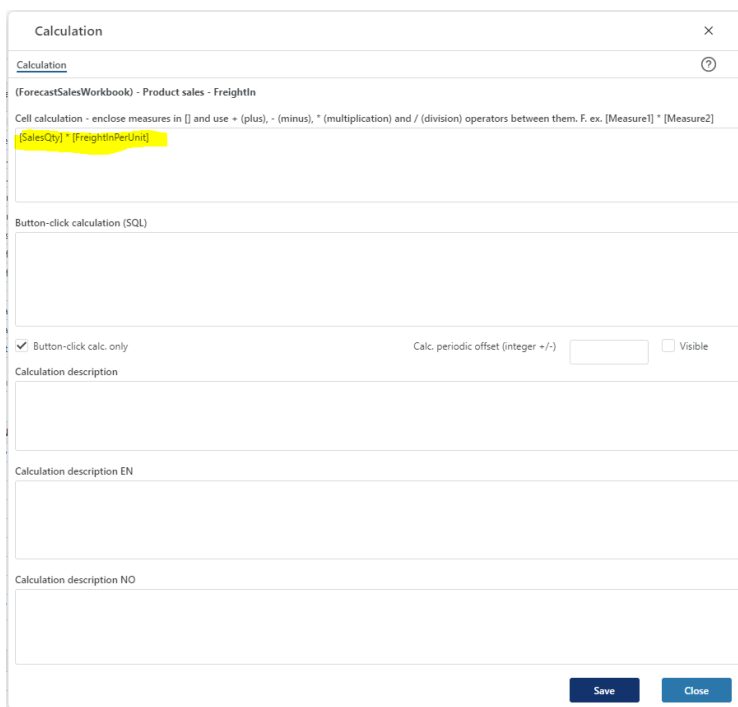 Calculation
Calculation
(ForecastSalesWorkbook) - Product sales - FreightIn
Cell calculation - enclose measures in [] and use + (plus), - (minus), * (multiplication) and / (division) operators between them. F. ex. [Measure1] * [Measure2]
[SalesQty] * [FreightInPerUnit]
Button-click calculation (SQL)
Button-click calc. only Calc. periodic offset (integer +/-) Visible
Calculation description
Calculation description EN
Calculation description NO
Save Close